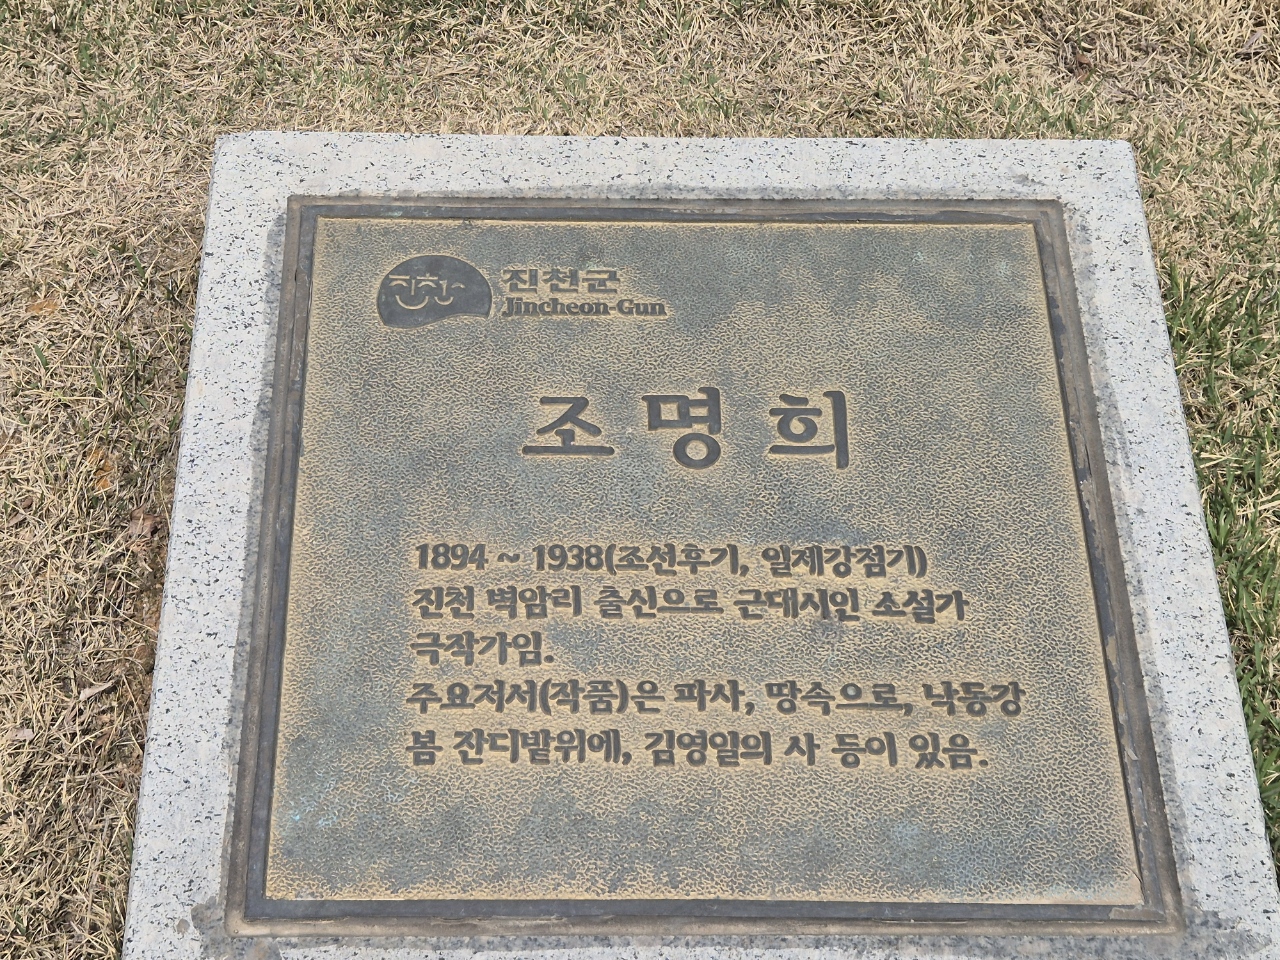 진천
진천군
Jincheon-Gun
조명희
1894 ~ 1938(조선후기, 일제강점기)
진천 벽암리 출신으로 근대시인 소설가
극작가임.
주요저서(작품)은 파사, 땅속으로, 낙동강
봄 잔디밭위에, 김영일의 사 등이 있음.